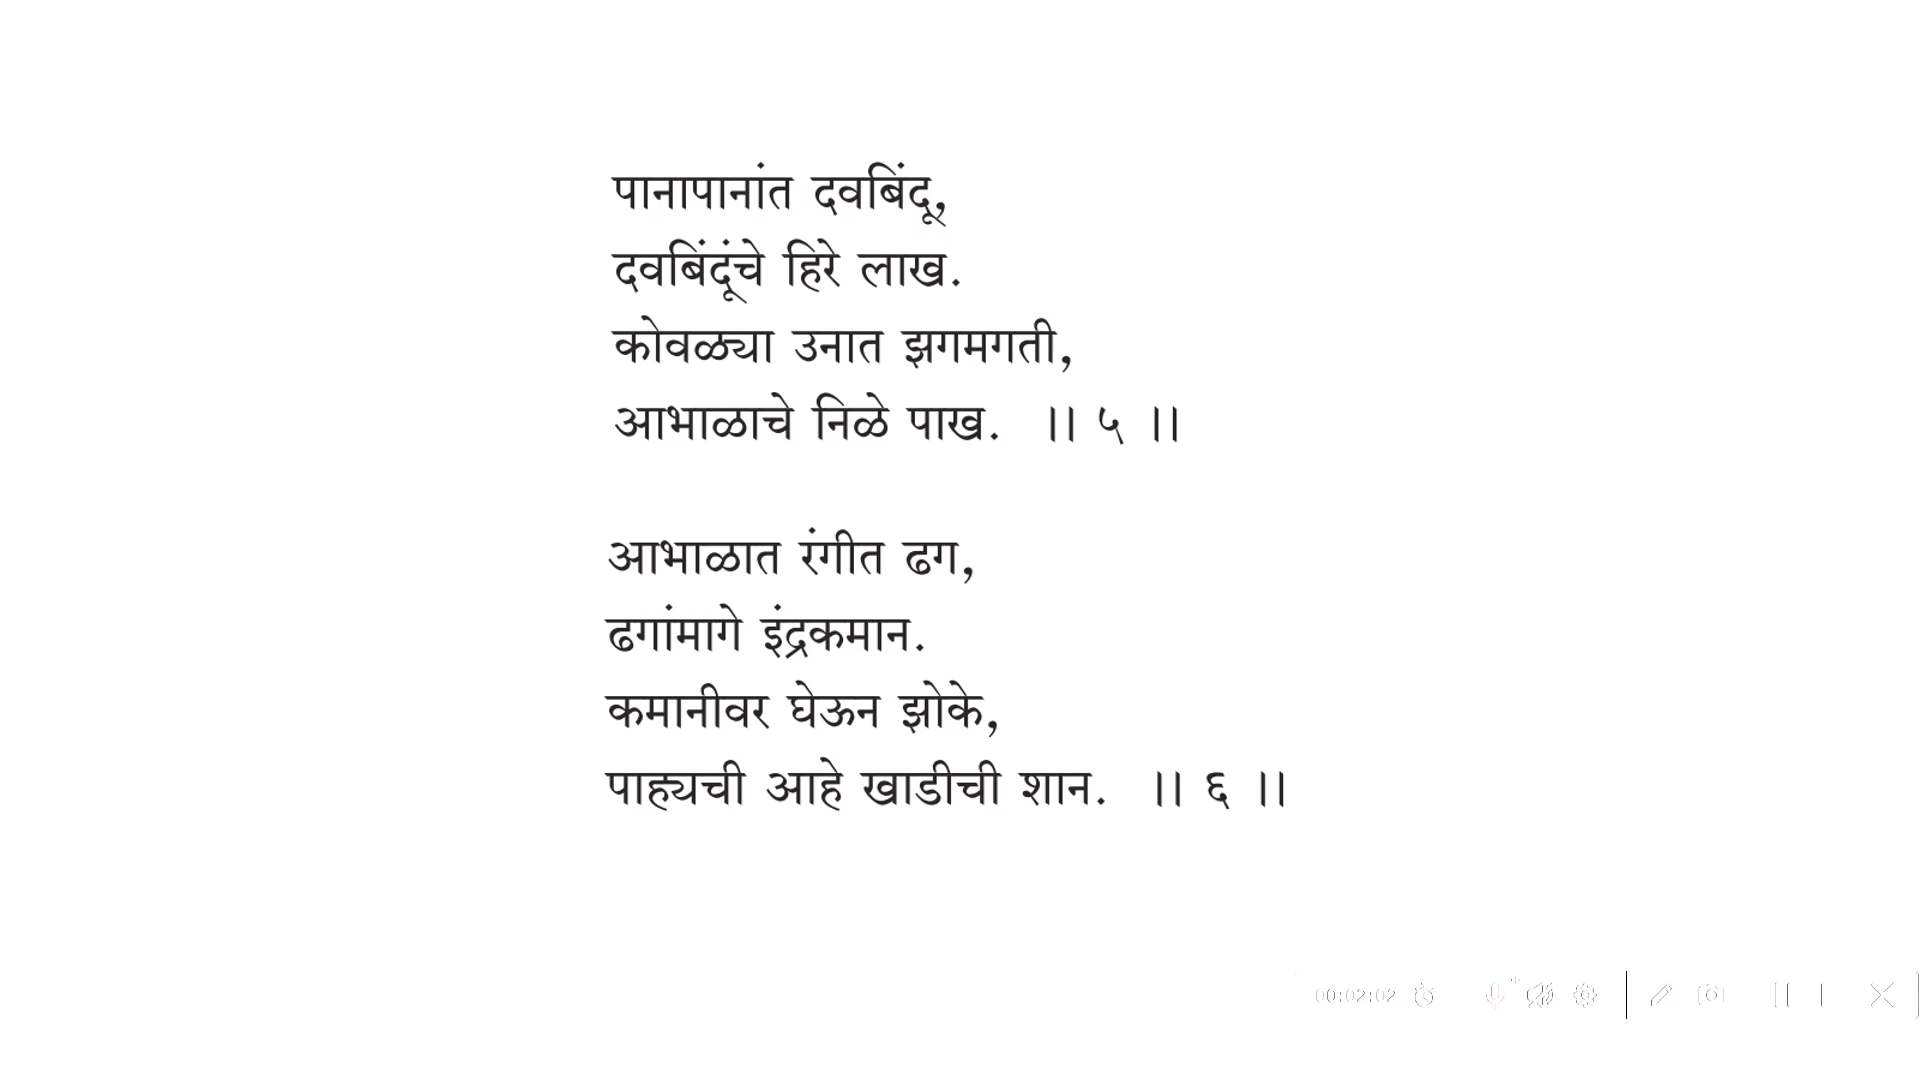 पानापानांत दवबिंदू,
दवबिंदूंचे हिरे लाख.
कोवळ्या उनात झगमगती,
आभाळाचे निळे पाख. ।। ५ ।।
आभाळात रंगीत ढग,
ढगांमागे इंद्रकमान.
कमानीवर घेऊन झोके,
पाह्यची आहे खाडीची शान. ।। ६ ।।
00:02:02